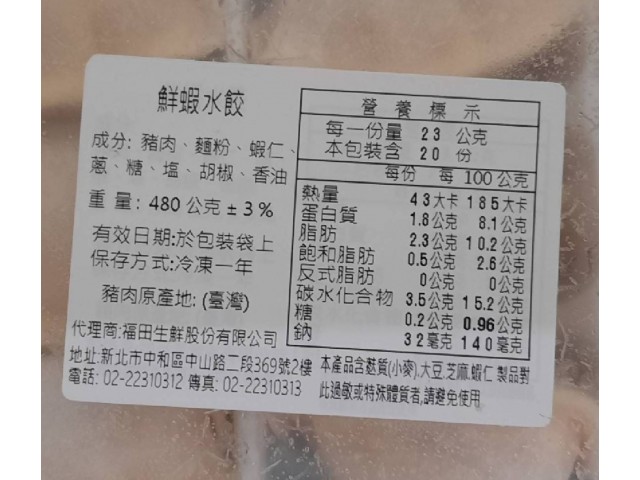 鮮蝦水餃
成分: 豬肉、麵粉、蝦仁、
蔥、糖、塩、胡椒、香油
重量: 480 公克 ± 3%
有效日期:於包裝袋上
保存方式:冷凍一年
豬肉原產地: (臺灣)
代理商:福田生鮮股份有限公司
地址:新北市中和區中山路二段369號2樓
電話: 02-22310312 傳真: 02-22310313
營養標示
每一份量 23 公克
本包裝含 20 份
每份 每 100 公克
熱量 43大卡 185大卡
蛋白質 1.8公克 8.1公克
脂肪 2.3公克 10.2公克
飽和脂肪 0.5公克 2.6公克
反式脂肪 0公克 0公克
碳水化合物 3.5公克 15.2公克
糖 0.2公克 0.96公克
鈉 32毫克 140毫克
本產品含麩質(小麥).大豆.芝麻.蝦仁 製品對
此過敏或特殊體質者,請避免使用